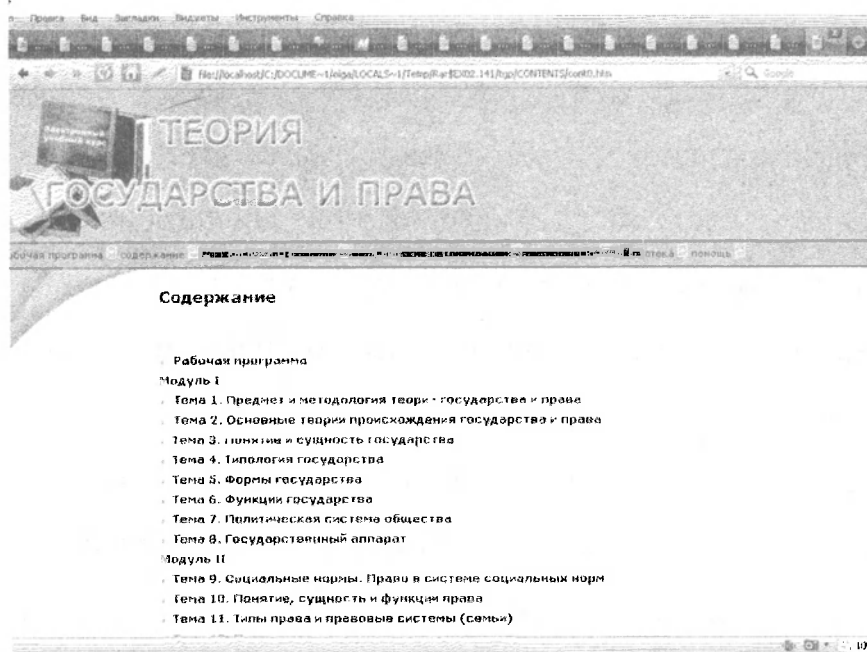 Правка Вид Закладки Виджеты Инструменты Справка
Google
ТЕОРИЯ
ГОСУДАРСТВА И ПРАВА
рабочая программа содержание отека помощь
Содержание
Рабочая программа
Модуль I
Тема 1. Предмет и методология теори государства и права
Тема 2. Основные теории происхождения государства и права
Тема 3. Понятие и сущность государства
Тема 4. Типология государства
Тема 5. Формы государства
Тема 6. Функции государства
Тема 7. Политическая система общества
Тема 8. Государственный аппарат
Модуль II
Тема 9. Социальные нормы. Право в системе социальных норм
Тема 10. Понятие, сущность и функции права
Тема 11. Типы права и правовые системы (семьи)